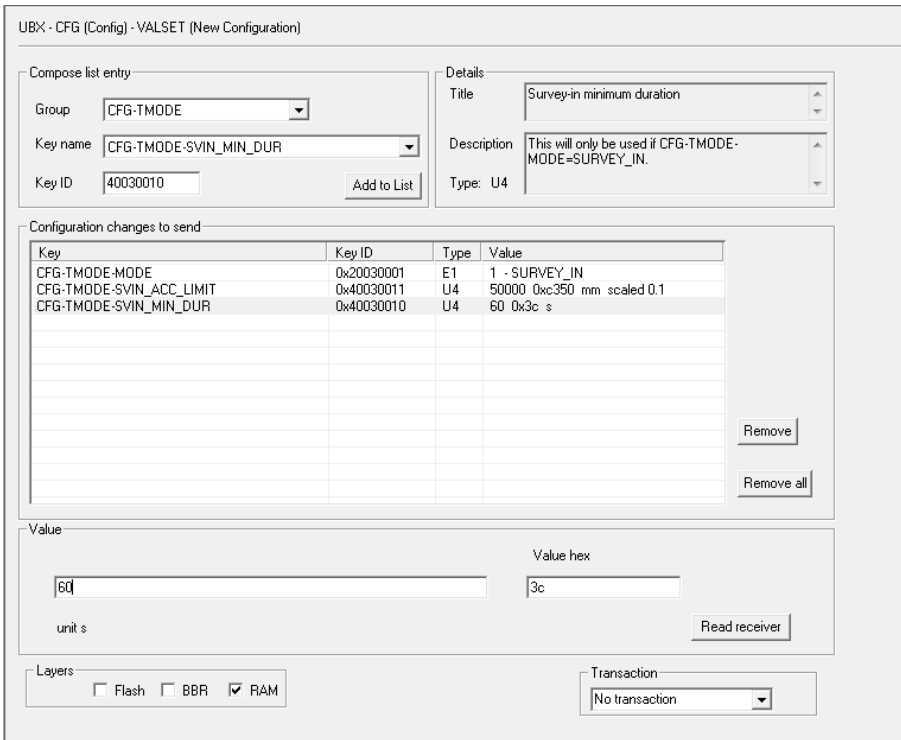 UBX - CFG (Config) - VALSET (New Configuration)
Compose list entry
Group CFG-TMODE
Key name CFG-TMODE-SVIN_MIN_DUR
Key ID 40030010 Add to List
Details
Title Survey-in minimum duration
Description This will only be used if CFG-TMODE-
MODE=SURVEY_IN.
Type: U4
Configuration changes to send
Key Key ID Type Value
CFG-TMODE-MODE 0x20030001 E1 1 - SURVEY_IN
CFG-TMODE-SVIN_ACC_LIMIT 0x40030011 U4 50000 0xc350 mm scaled 0.1
CFG-TMODE-SVIN_MIN_DUR 0x40030010 U4 60 0x3c s
Remove
Remove all
Value
Value hex
60 3c
unit s Read receiver
Layers
Flash BBR RAM
Transaction
No transaction